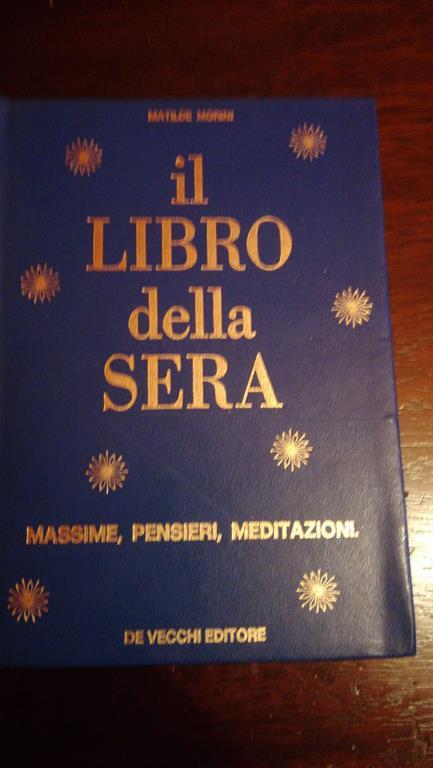 MATILDE MORINI
il
LIBRO
della
SERA
MASSIME, PENSIERI, MEDITAZIONI.
DE VECCHI EDITORE